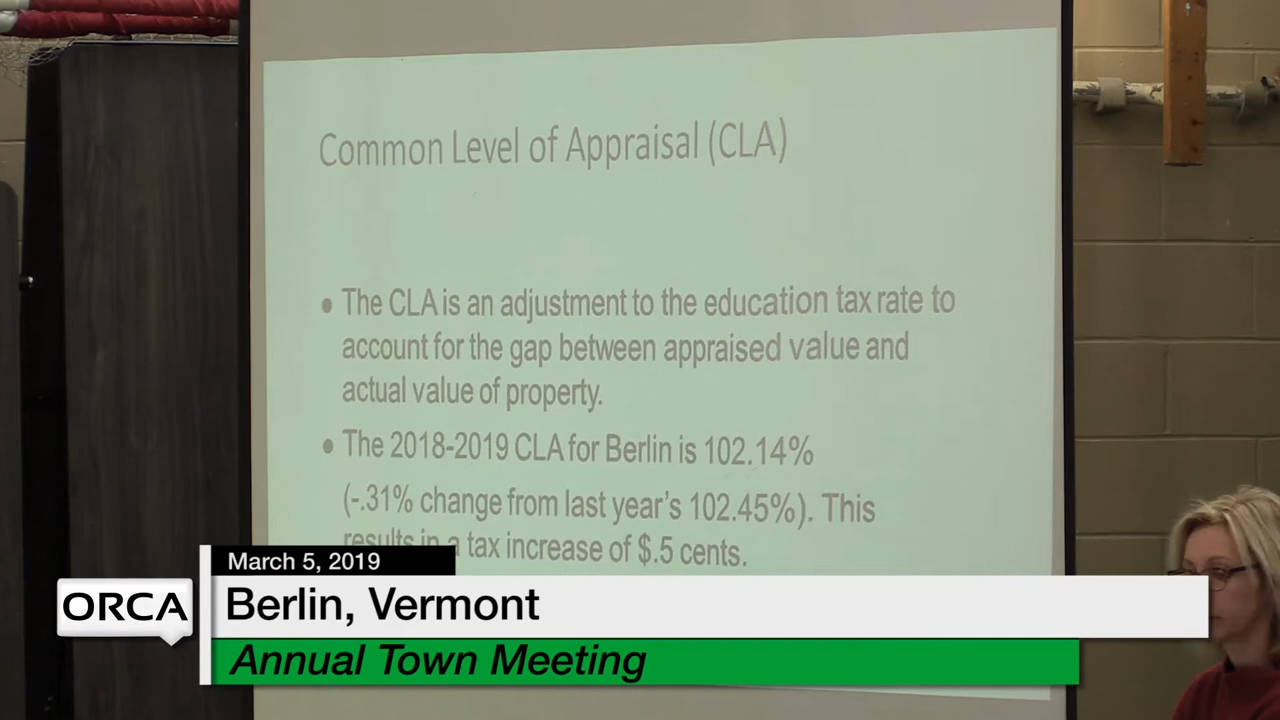 Common Level of Appraisal (CLA)
• The CLA is an adjustment to the education tax rate to
account for the gap between appraised value and
actual value of property.
• The 2018-2019 CLA for Berlin is 102.14%
(-.31% change from last year's 102.45%). This
results in a tax increase of $.5 cents.
March 5, 2019
ORCA
Berlin, Vermont
Annual Town Meeting